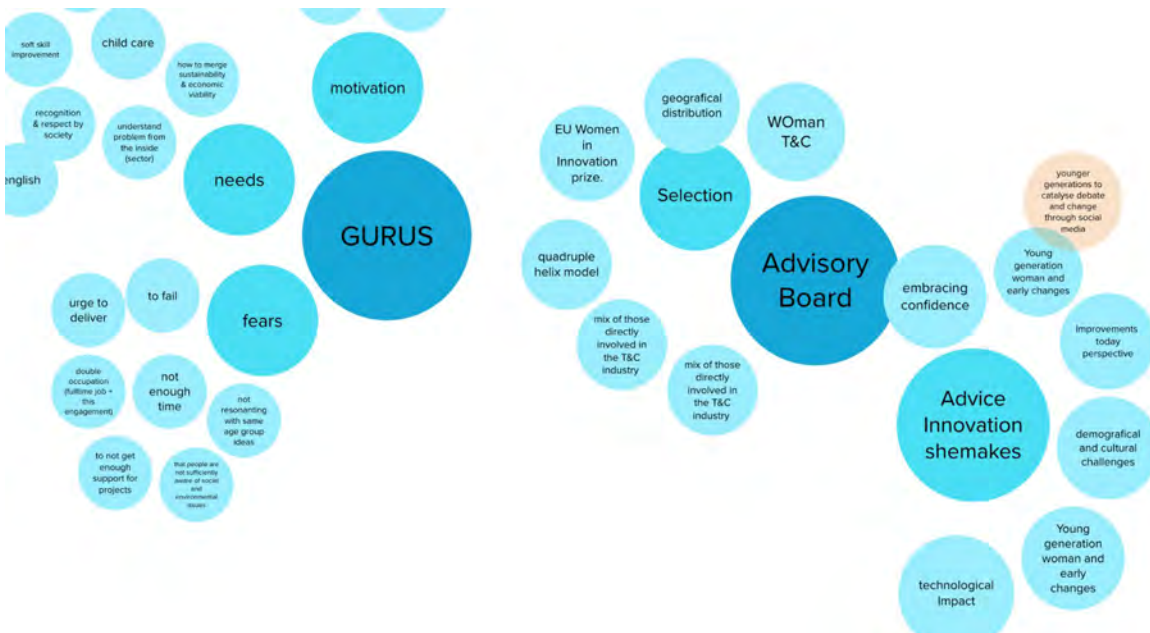 soft skill
improvement
child care
how to merge
sustainability
& economic
viability
recognition
& respect by
society
understand
problem from
the inside
(sector)
english
needs
motivation
GURUS
fears
urge to
deliver
to fail
double
occupation
(fulltime job +
this
engagement)
not
enough
time
not
resonanting
with same
age group
ideas
to not get
enough
support for
projects
that people are
not sufficiently
aware of social
and
environmental
issues
geografical
distribution
EU Women
in
Innovation
prize.
WOman
T&C
Selection
quadruple
helix model
mix of those
directly
involved in
the T&C
industry
mix of those
directly
involved in
the T&C
industry
Advisory
Board
embracing
confidence
younger
generations to
catalyse debate
and change
through social
media
Young
generation
woman and
early changes
Improvements
today
perspective
Advice
Innovation
shemakes
demografical
and cultural
challenges
Young
generation
woman and
early
changes
technological
Impact